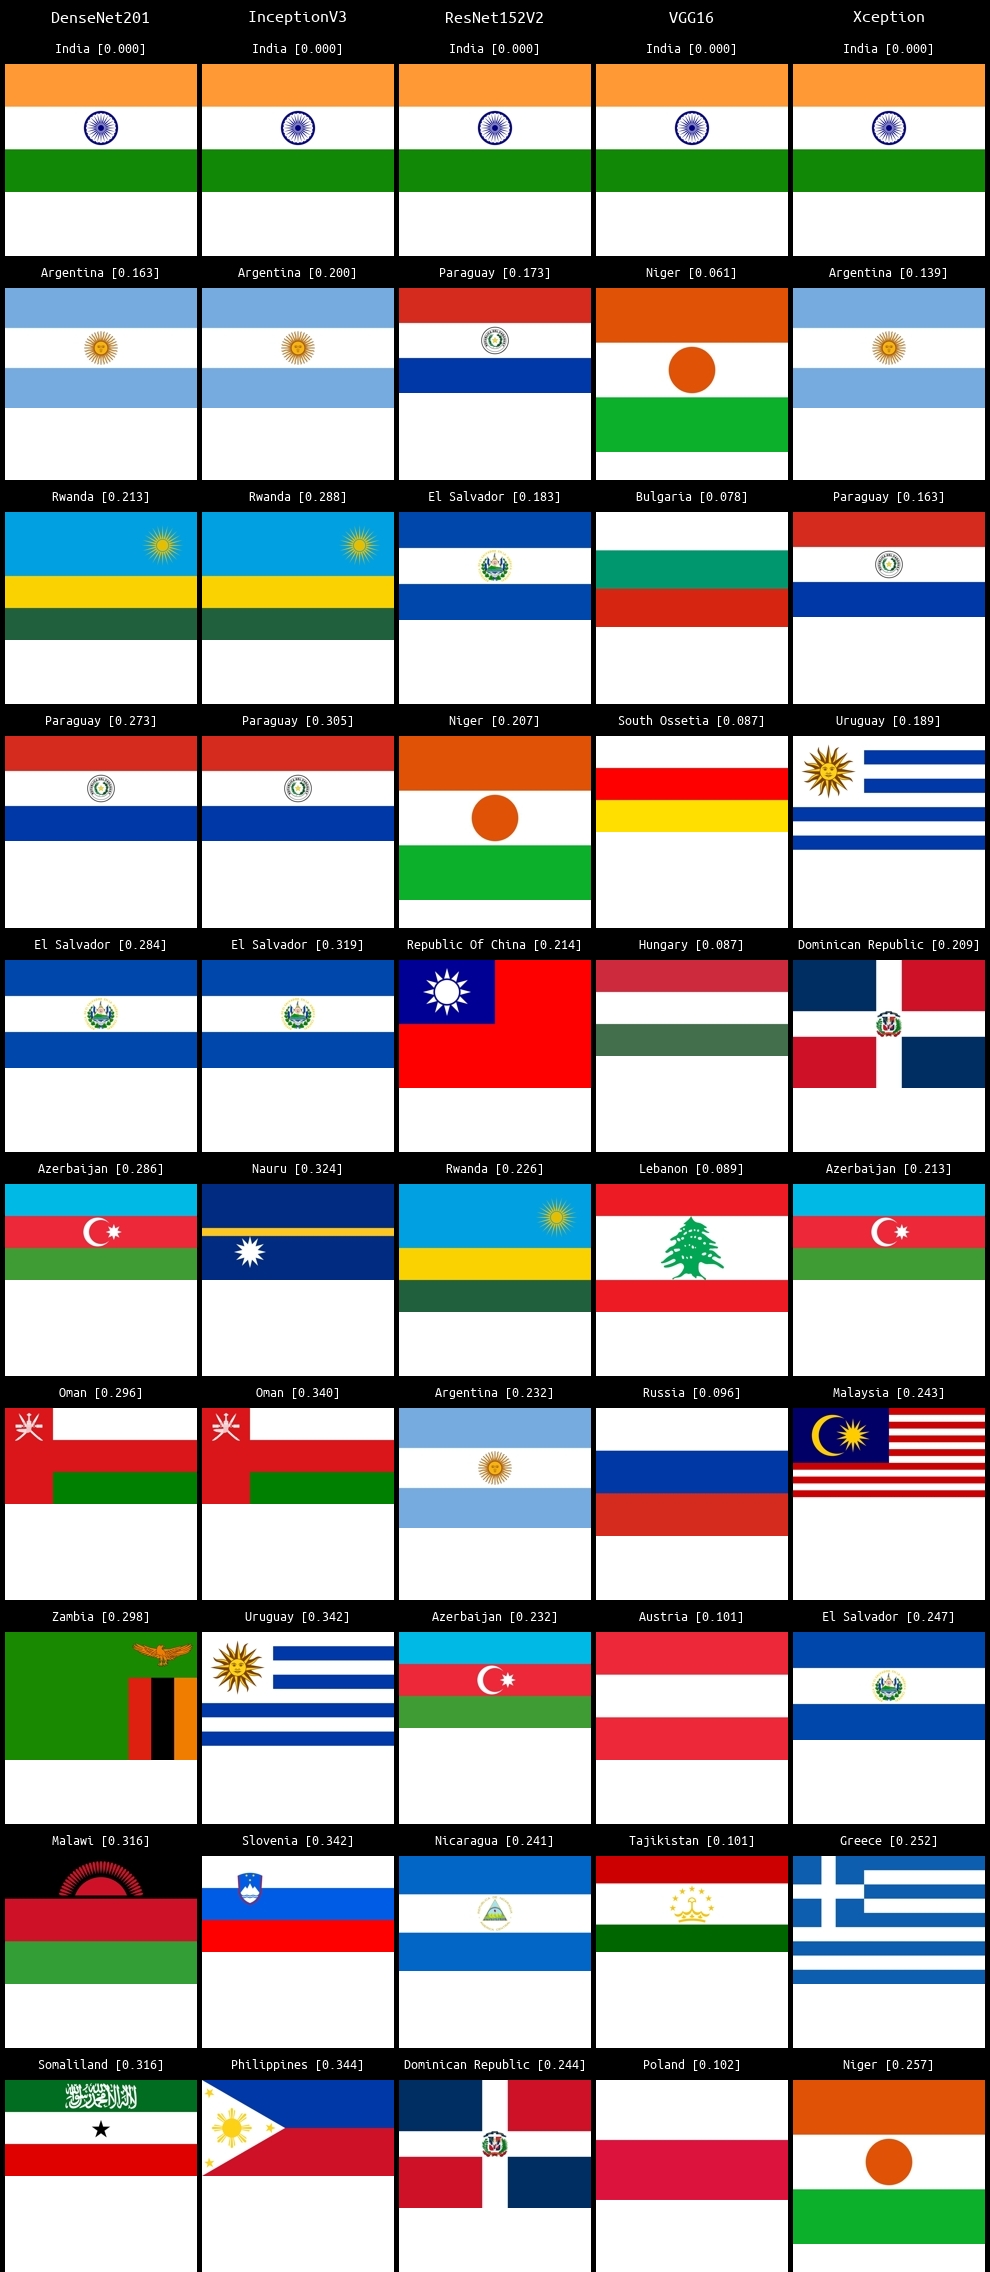 DenseNet201 InceptionV3 ResNet152V2 VGG16 Xception
India [0.000] India [0.000] India [0.000] India [0.000] India [0.000]
Argentina [0.163] Argentina [0.200] Paraguay [0.173] Niger [0.061] Argentina [0.139]
Rwanda [0.213] Rwanda [0.288] El Salvador [0.183] Bulgaria [0.078] Paraguay [0.163]
Paraguay [0.273] Paraguay [0.305] Niger [0.207] South Ossetia [0.087] Uruguay [0.189]
El Salvador [0.284] El Salvador [0.319] Republic Of China [0.214] Hungary [0.087] Dominican Republic [0.209]
Azerbaijan [0.286] Nauru [0.324] Rwanda [0.226] Lebanon [0.089] Azerbaijan [0.213]
Oman [0.296] Oman [0.340] Argentina [0.232] Russia [0.096] Malaysia [0.243]
Zambia [0.298] Uruguay [0.342] Azerbaijan [0.232] Austria [0.101] El Salvador [0.247]
Malawi [0.316] Slovenia [0.342] Nicaragua [0.241] Tajikistan [0.101] Greece [0.252]
Somaliland [0.316] Philippines [0.344] Dominican Republic [0.244] Poland [0.102] Niger [0.257]